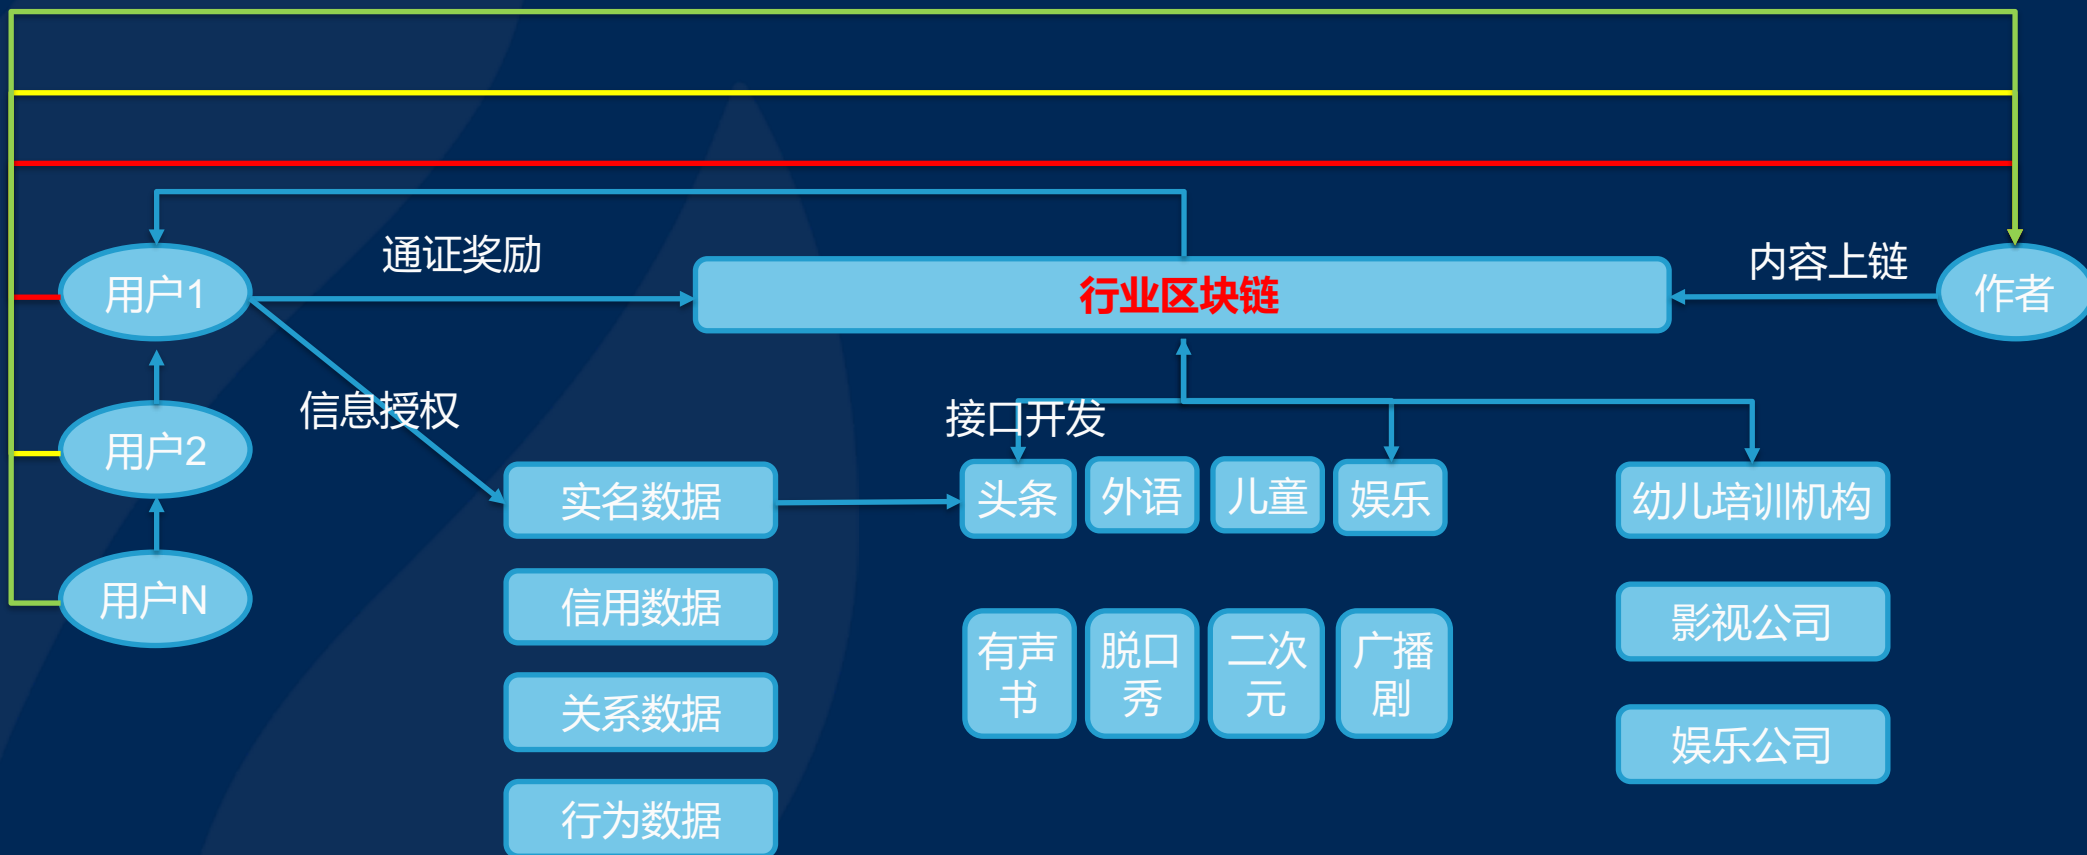 通证奖励
内容上链
用户1
行业区块链
作者
信息授权
接口开发
用户2
实名数据
头条
外语
儿童
娱乐
幼儿培训机构
用户N
信用数据
影视公司
有声
书
脱口
秀
二次
元
广播
剧
关系数据
娱乐公司
行为数据